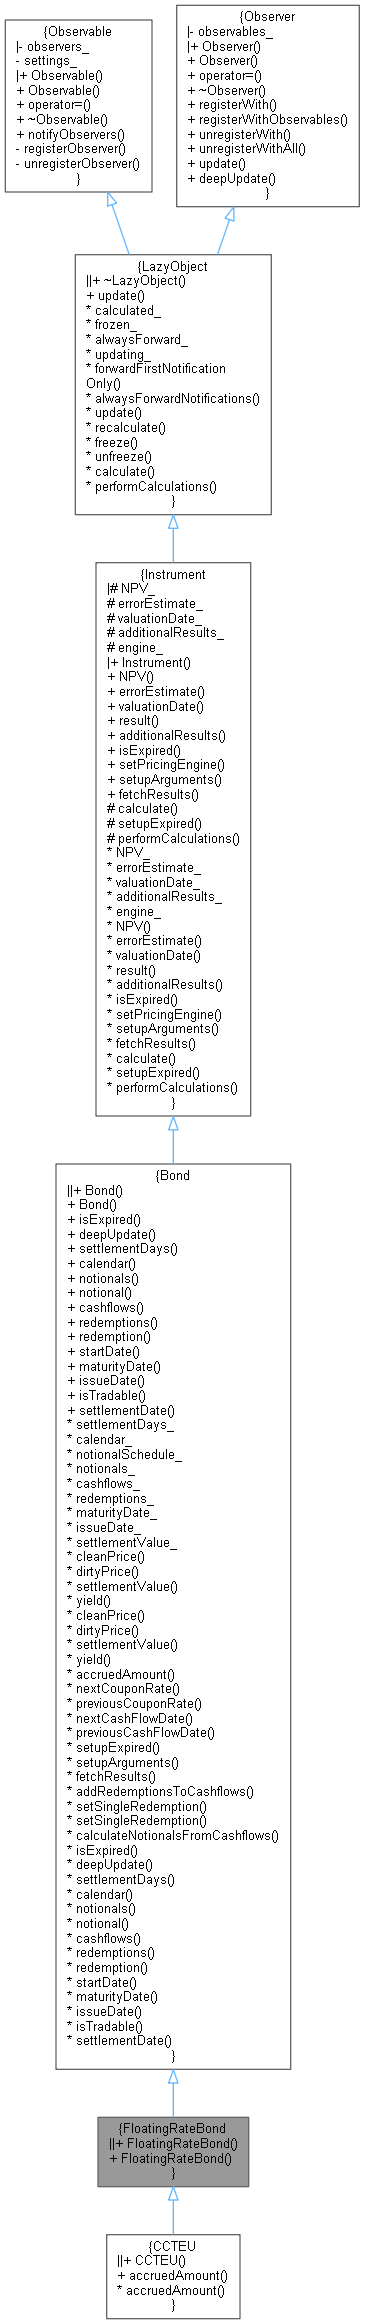 {Observable
|- observers_
- settings_
|+ Observable()
+ Observable()
+ operator=()
+ ~Observable()
+ notifyObservers()
- registerObserver()
- unregisterObserver()
}
{Observer
|- observables_
|+ Observer()
+ Observer()
+ operator=()
+ ~Observer()
+ registerWith()
+ registerWithObservables()
+ unregisterWith()
+ unregisterWithAll()
+ update()
+ deepUpdate()
}
{LazyObject
||+ ~LazyObject()
+ update()
* calculated_
* frozen_
* alwaysForward_
* updating_
* forwardFirstNotification
Only()
* alwaysForwardNotifications()
* update()
* recalculate()
* freeze()
* unfreeze()
* calculate()
* performCalculations()
}
{Instrument
|# NPV_
# errorEstimate_
# valuationDate_
# additionalResults_
# engine_
|+ Instrument()
+ NPV()
+ errorEstimate()
+ valuationDate()
+ result()
+ additionalResults()
+ isExpired()
+ setPricingEngine()
+ setupArguments()
+ fetchResults()
# calculate()
# setupExpired()
# performCalculations()
* NPV_
* errorEstimate_
* valuationDate_
* additionalResults_
* engine_
* NPV()
* errorEstimate()
* valuationDate()
* result()
* additionalResults()
* isExpired()
* setPricingEngine()
* setupArguments()
* fetchResults()
* calculate()
* setupExpired()
* performCalculations()
}
{Bond
||+ Bond()
+ Bond()
+ isExpired()
+ deepUpdate()
+ settlementDays()
+ calendar()
+ notionals()
+ notional()
+ cashflows()
+ redemptions()
+ redemption()
+ startDate()
+ maturityDate()
+ issueDate()
+ isTradable()
+ settlementDate()
* settlementDays_
* calendar_
* notionalSchedule_
* notionals_
* cashflows_
* redemptions_
* maturityDate_
* issueDate_
* settlementValue_
* cleanPrice()
* dirtyPrice()
* settlementValue()
* yield()
* cleanPrice()
* dirtyPrice()
* settlementValue()
* yield()
* accruedAmount()
* nextCouponRate()
* previousCouponRate()
* nextCashFlowDate()
* previousCashFlowDate()
* setupExpired()
* setupArguments()
* fetchResults()
* addRedemptionsToCashflows()
* setSingleRedemption()
* setSingleRedemption()
* calculateNotionalsFromCashflows()
* isExpired()
* deepUpdate()
* settlementDays()
* calendar()
* notionals()
* notional()
* cashflows()
* redemptions()
* redemption()
* startDate()
* maturityDate()
* issueDate()
* isTradable()
* settlementDate()
}
{FloatingRateBond
||+ FloatingRateBond()
+ FloatingRateBond()
}
{CCTEU
||+ CCTEU()
+ accruedAmount()
* accruedAmount()
}